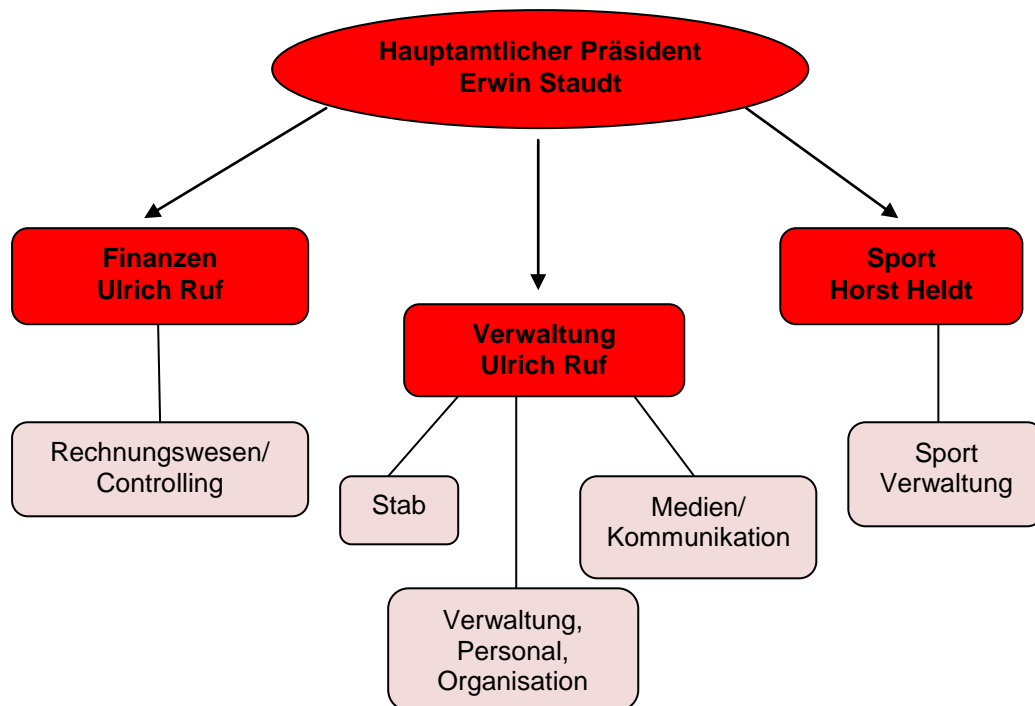 Hauptamtlicher Präsident
Erwin Staudt
Finanzen
Ulrich Ruf
Sport
Horst Heldt
Verwaltung
Ulrich Ruf
Rechnungswesen/
Controlling
Sport
Verwaltung
Stab
Medien/
Kommunikation
Verwaltung,
Personal,
Organisation